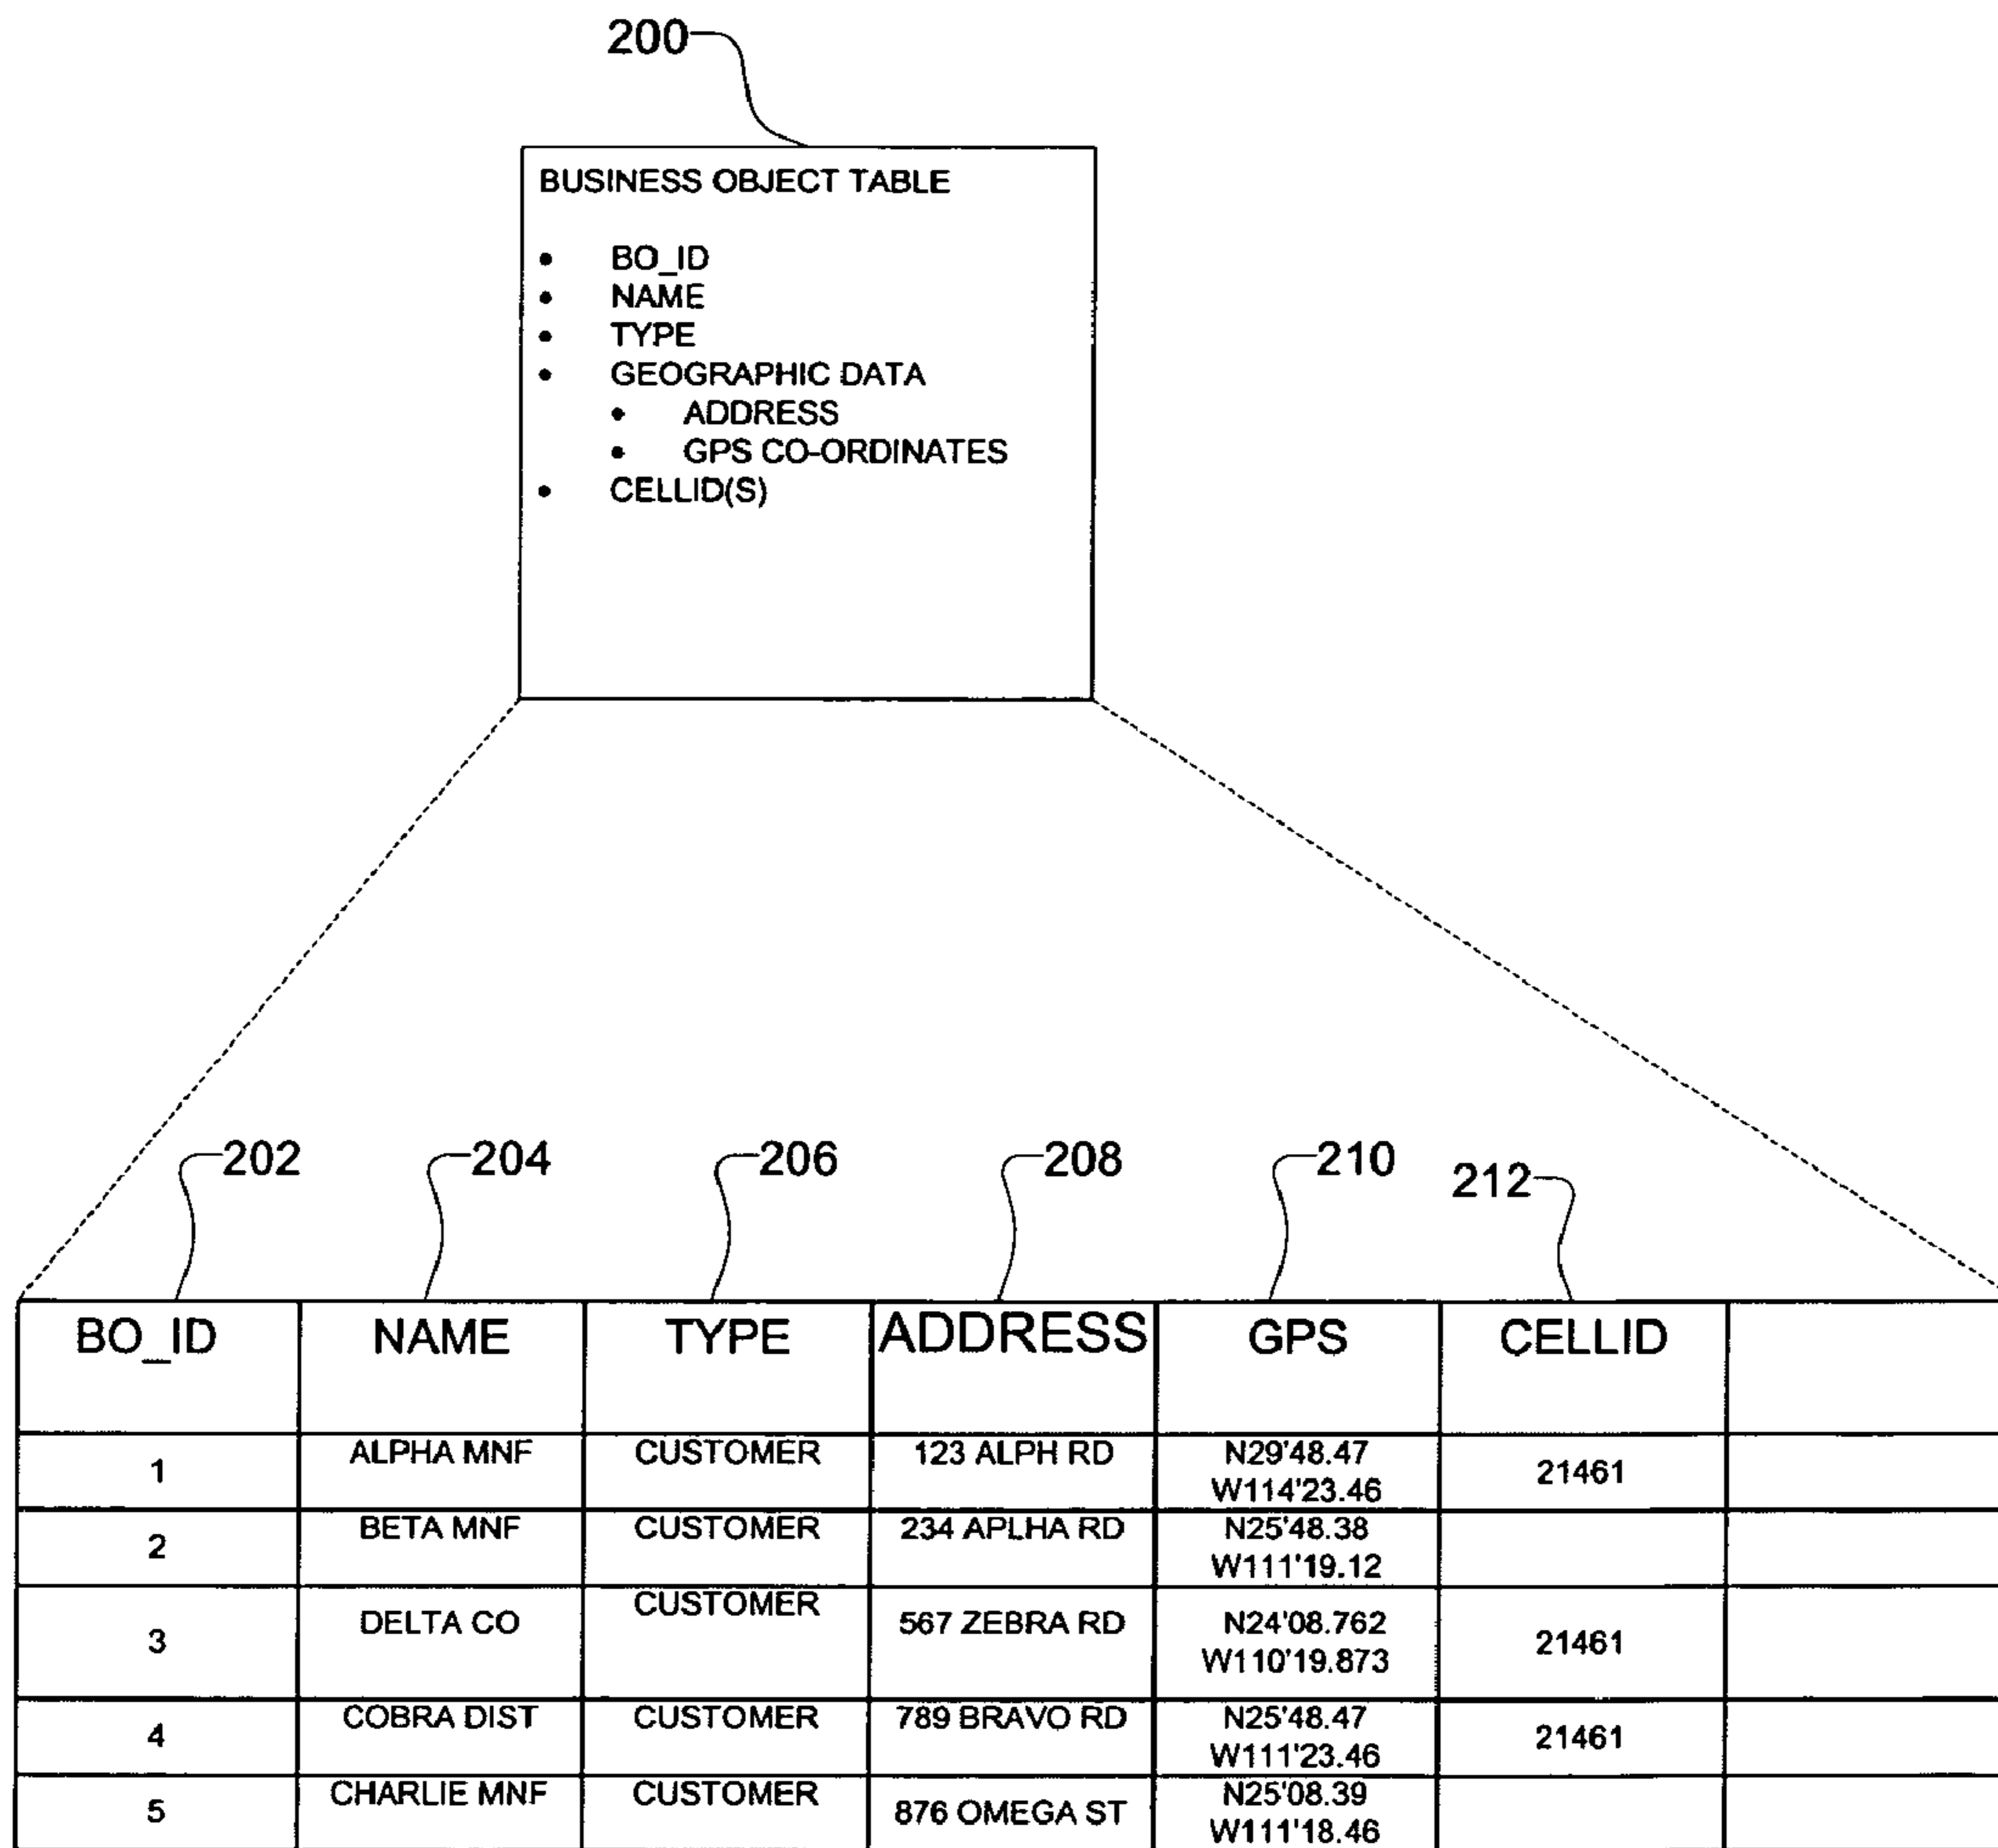 200
BUSINESS OBJECT TABLE
• BO_ID
• NAME
• TYPE
• GEOGRAPHIC DATA
• ADDRESS
• GPS CO-ORDINATES
• CELLID(S)
202 204 206 208 210 212
BO_ID NAME TYPE ADDRESS GPS CELLID
1 ALPHA MNF CUSTOMER 123 ALPH RD N29'48.47 W114'23.46 21461
2 BETA MNF CUSTOMER 234 APLHA RD N25'48.38 W111'19.12
3 DELTA CO CUSTOMER 567 ZEBRA RD N24'08.762 W110'19.873 21461
4 COBRA DIST CUSTOMER 789 BRAVO RD N25'48.47 W111'23.46 21461
5 CHARLIE MNF CUSTOMER 876 OMEGA ST N25'08.39 W111'18.46